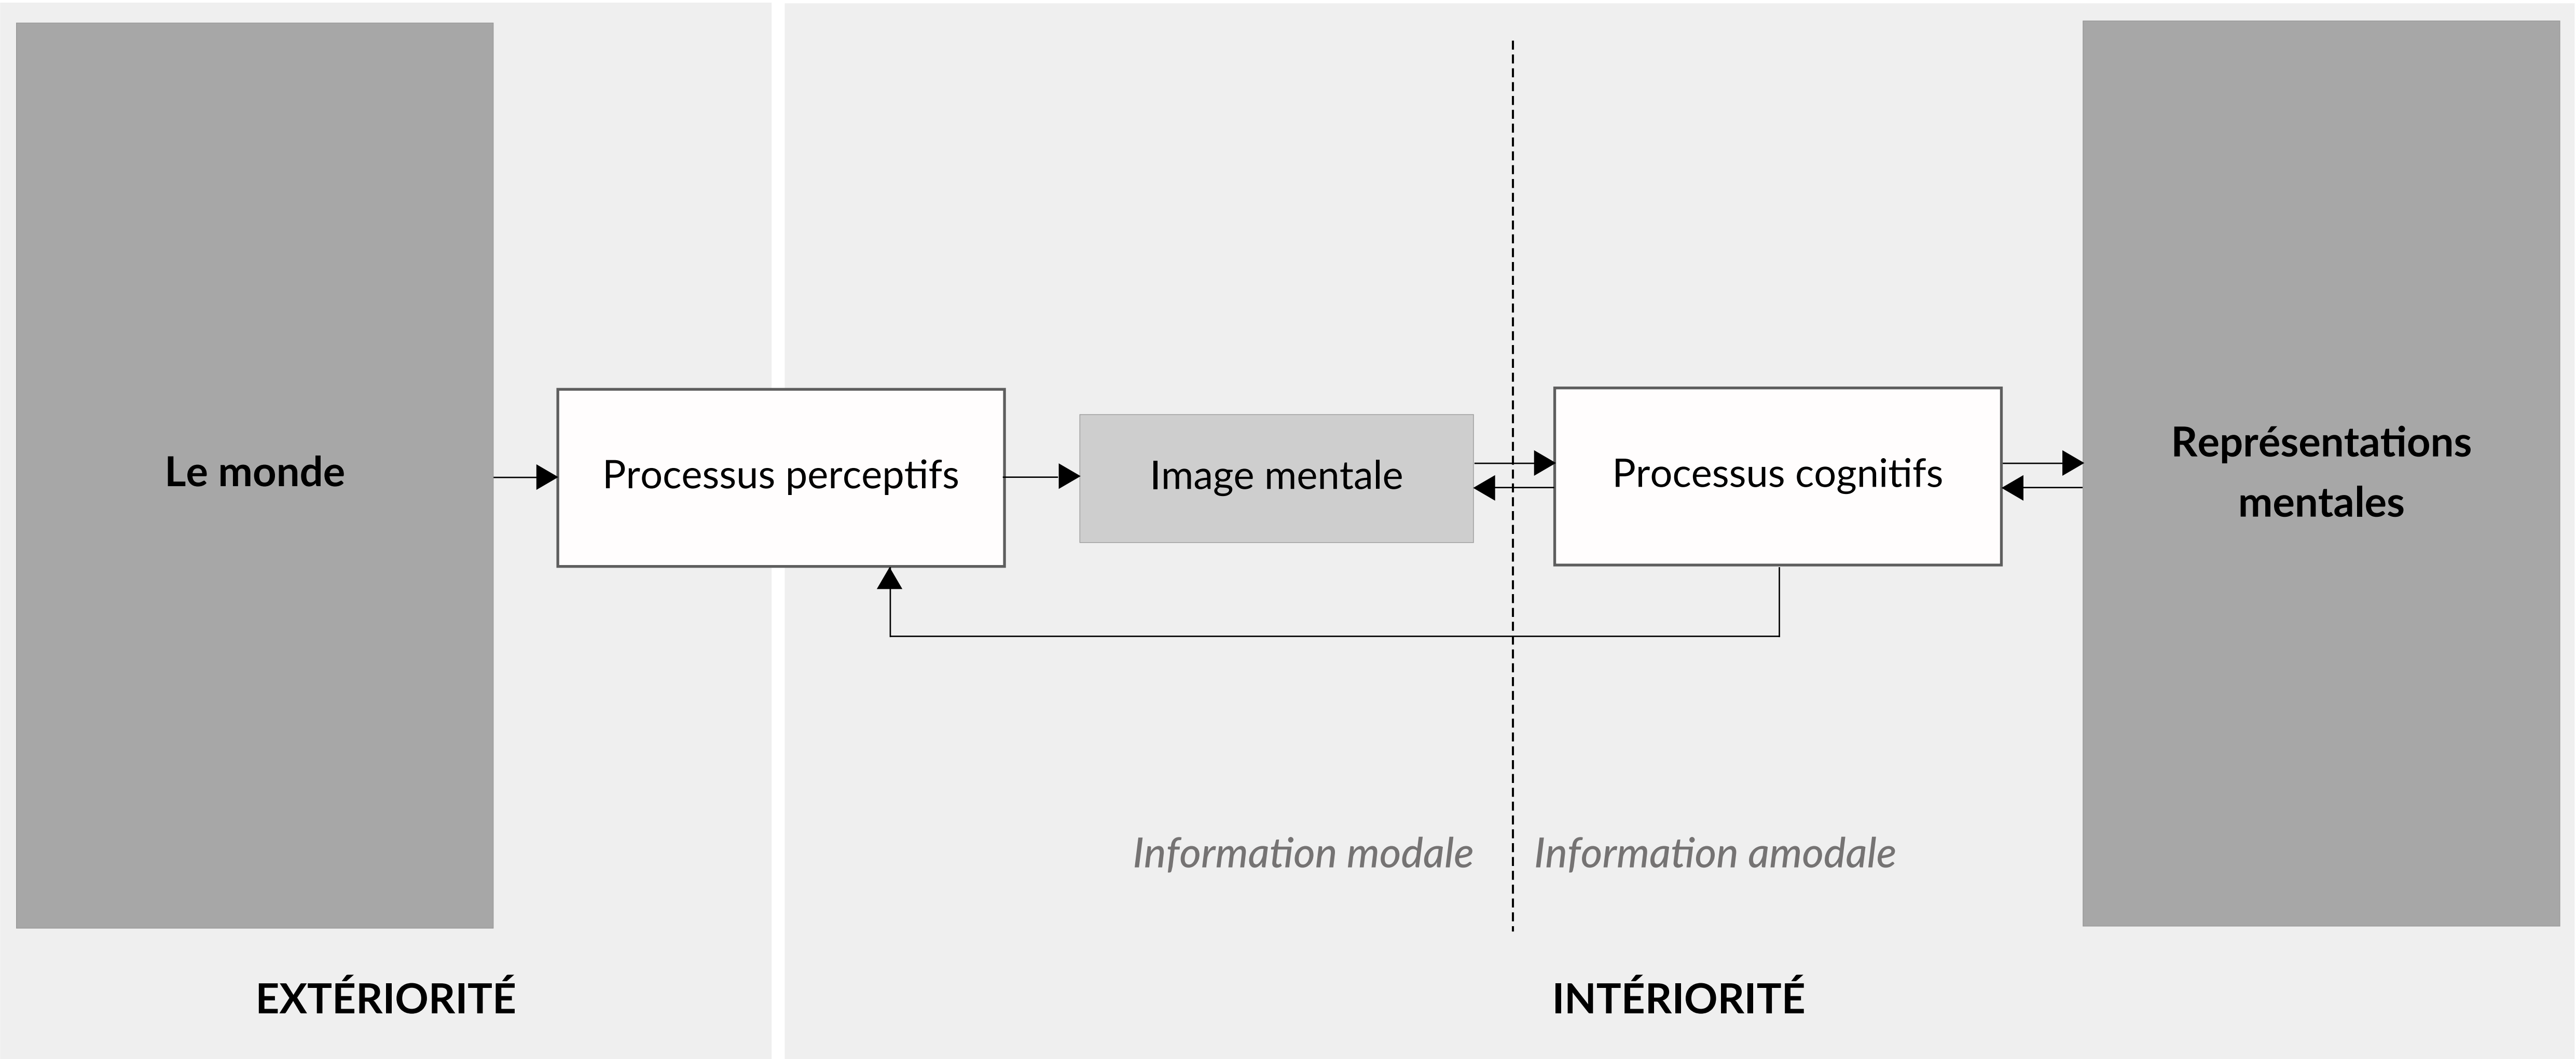 Le monde
Processus perceptifs
Image mentale
Processus cognitifs
Représentations
mentales
Information modale
Information amodale
EXTÉRIORITÉ
INTÉRIORITÉ